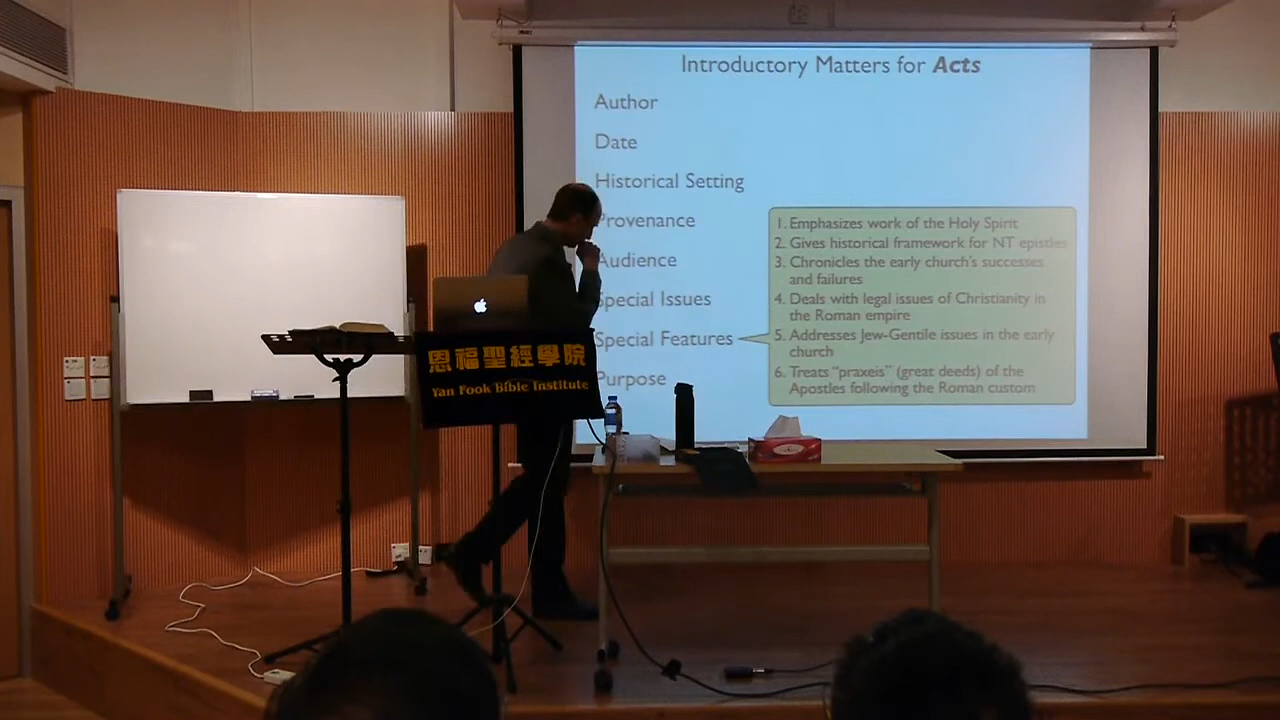 Introductory Matters for Acts
Author
Date
Historical Setting
Provenance
Audience
Special Issues
Special Features
Purpose
1. Emphasizes work of the Holy Spirit
2. Gives historical framework for NT epistles
3. Chronicles the early church's successes
and failures
4. Deals with legal issues of Christianity in
the Roman empire
5. Addresses Jew-Gentile issues in the early
church
6. Treats "praxeis" (great deeds) of the
Apostles following the Roman custom
恩福聖經學院
Yan Fook Bible Institute